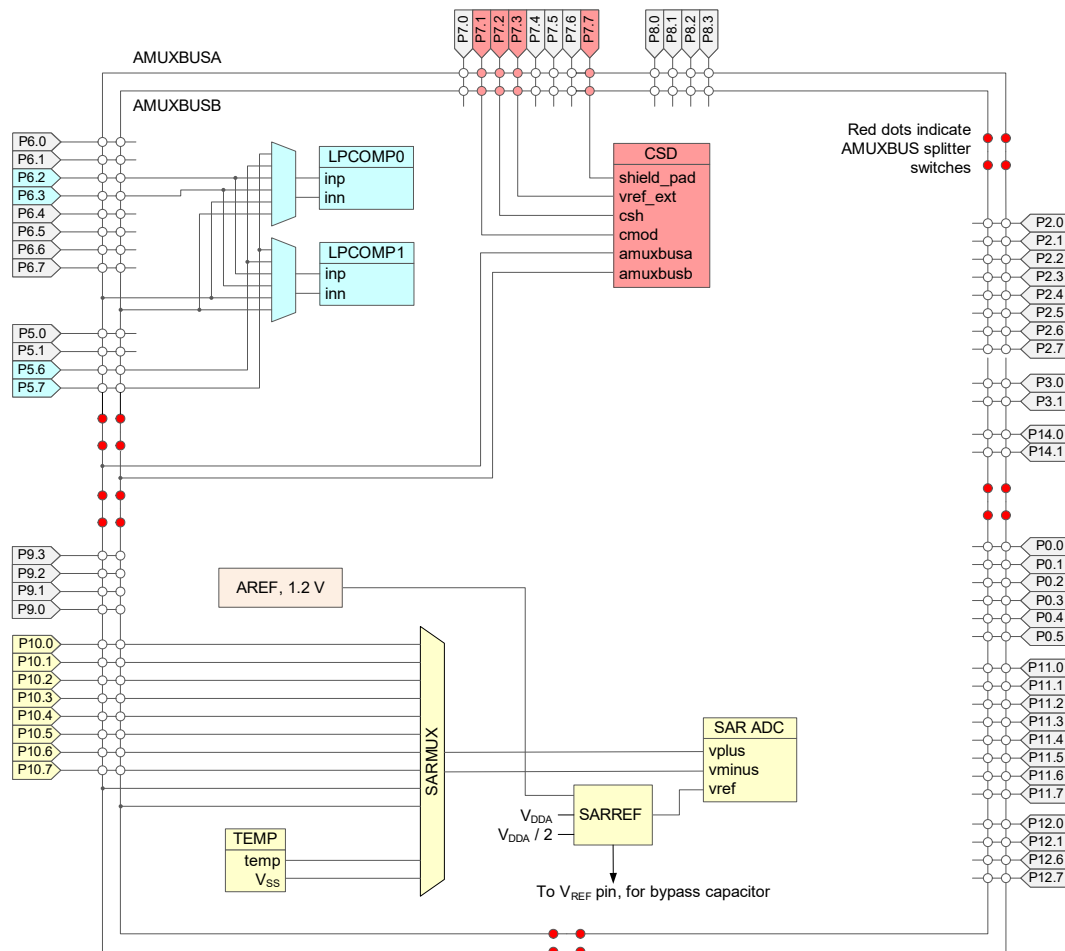 P7.0
P7.1
P7.2
P7.3
P7.4
P7.5
P7.6
P7.7
P8.0
P8.1
P8.2
P8.3
AMUXBUSA
AMUXBUSB
Red dots indicate
AMUXBUS splitter
switches
P6.0
P6.1
P6.2
P6.3
P6.4
P6.5
P6.6
P6.7
LPCOMP0
inp
inn
LPCOMP1
inp
inn
CSD
shield_pad
vref_ext
csh
cmod
amuxbusa
amuxbusb
P2.0
P2.1
P2.2
P2.3
P2.4
P2.5
P2.6
P2.7
P5.0
P5.1
P5.6
P5.7
P3.0
P3.1
P14.0
P14.1
P9.3
P9.2
P9.1
P9.0
AREF, 1.2 V
P0.0
P0.1
P0.2
P0.3
P0.4
P0.5
P10.0
P10.1
P10.2
P10.3
P10.4
P10.5
P10.6
P10.7
SARMUX
SAR ADC
vplus
vminus
vref
P11.0
P11.1
P11.2
P11.3
P11.4
P11.5
P11.6
P11.7
VDDA
VDDA / 2
SARREF
TEMP
temp
VSS
To VREF pin, for bypass capacitor
P12.0
P12.1
P12.6
P12.7